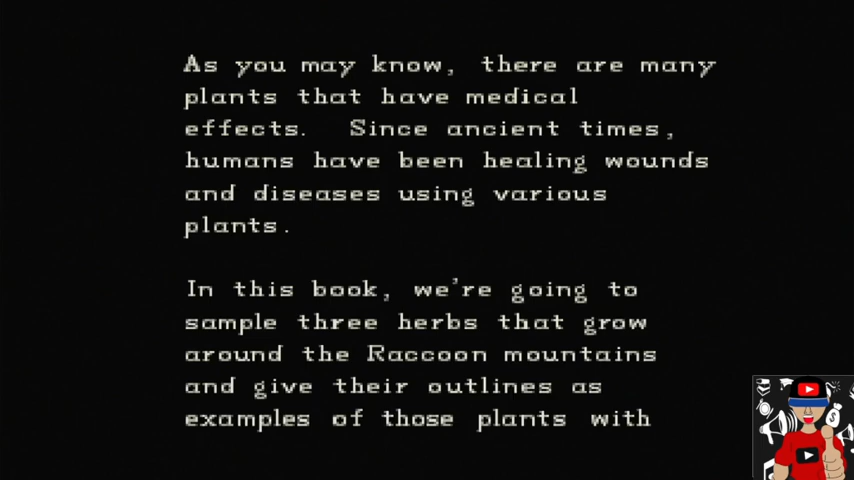 As you may know, there are many
plants that have medical
effects. Since ancient times,
humans have been healing wounds
and diseases using various
plants.
In this book, we're going to
sample three herbs that grow
around the Raccoon mountains
and give their outlines as
examples of those plants with